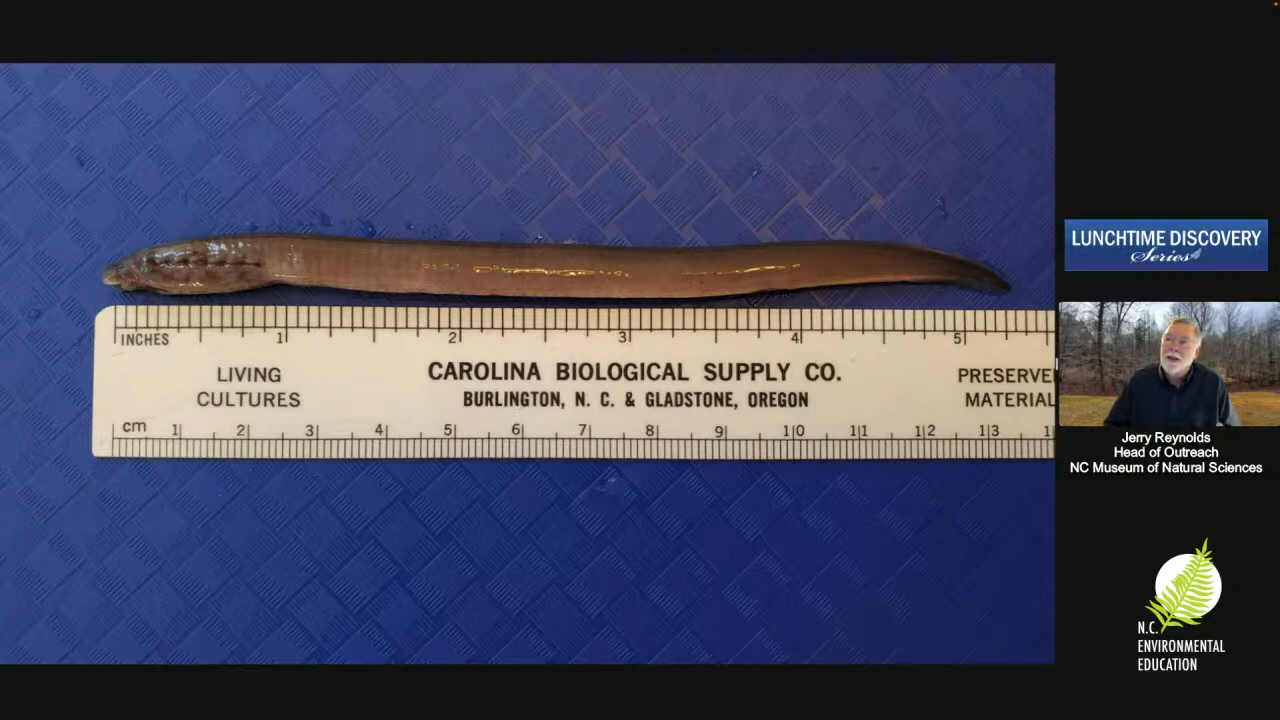 INCHES 1 2 3 4 5
LIVING
CULTURES
CAROLINA BIOLOGICAL SUPPLY CO.
BURLINGTON, N. C. & GLADSTONE, OREGON
PRESERVE
MATERIAL
cm 1 2 3 4 5 6 7 8 9 10 11 12 13 1
LUNCHTIME DISCOVERY
Series
Jerry Reynolds
Head of Outreach
NC Museum of Natural Sciences
N.C.
ENVIRONMENTAL
EDUCATION